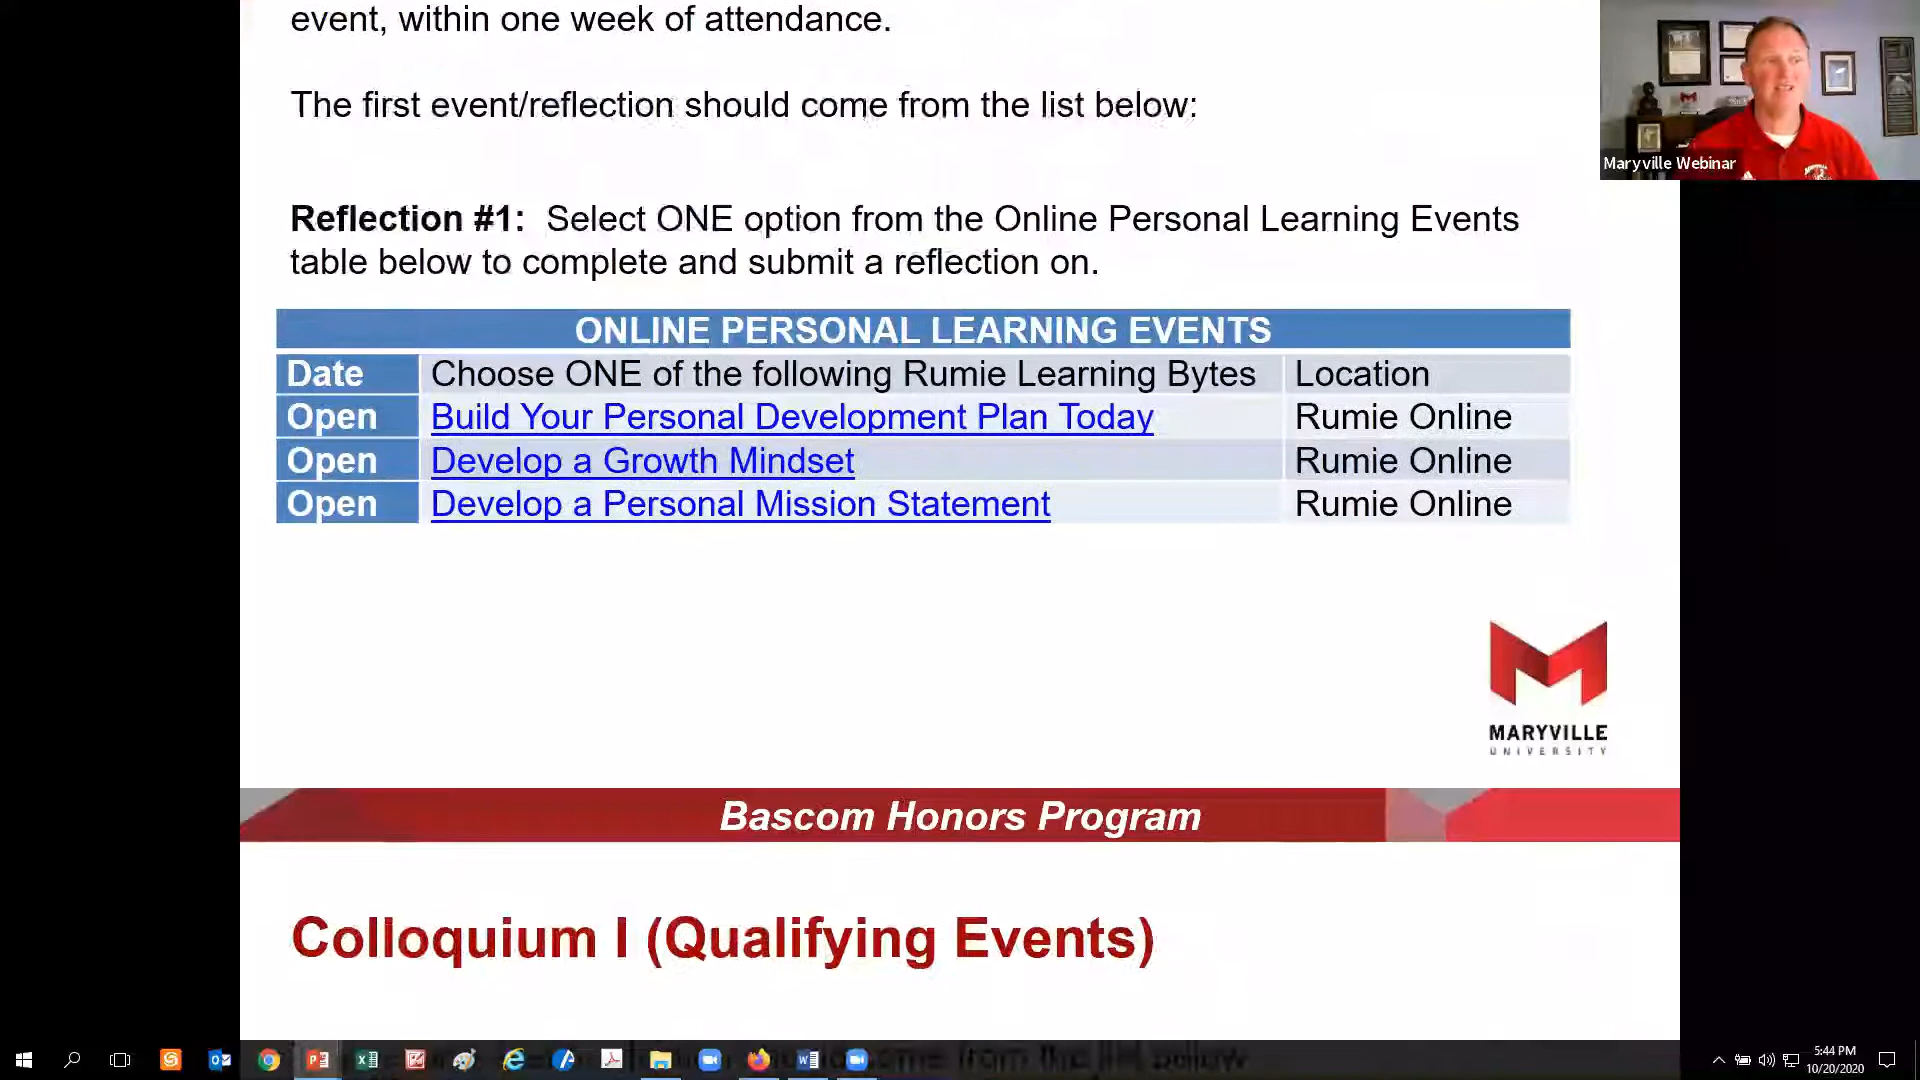 event, within one week of attendance.
The first event/reflection should come from the list below:
Maryville Webinar
Reflection #1: Select ONE option from the Online Personal Learning Events
table below to complete and submit a reflection on.
ONLINE PERSONAL LEARNING EVENTS
Date Choose ONE of the following Rumie Learning Bytes Location
Open Build Your Personal Development Plan Today Rumie Online
Open Develop a Growth Mindset Rumie Online
Open Develop a Personal Mission Statement Rumie Online
MARYVILLE
UNIVERSITY
Bascom Honors Program
Colloquium I (Qualifying Events)
5:44 PM
10/20/2020